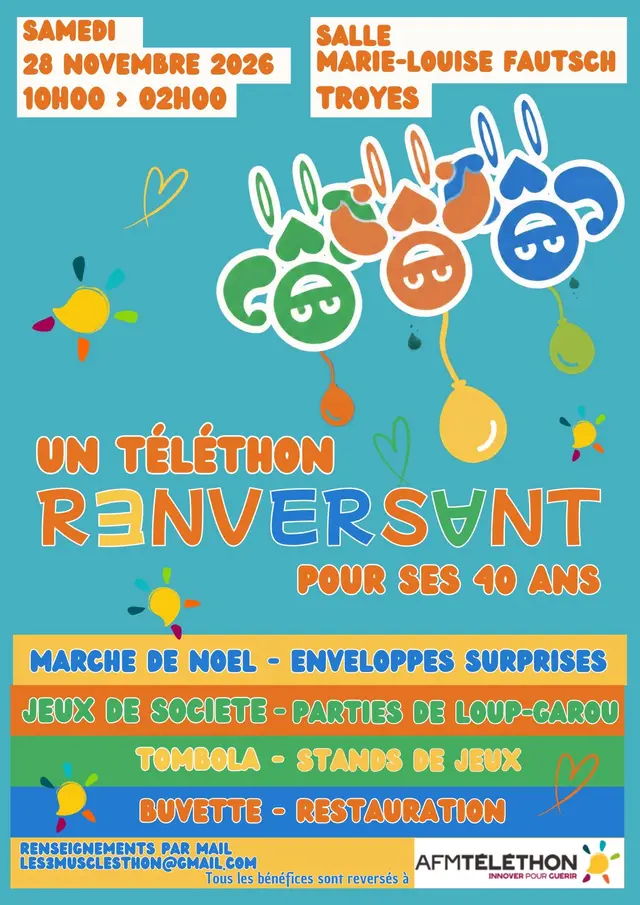 SAMEDI
28 NOVEMBRE 2026
10H00 > 02H00
SALLE
MARIE-LOUISE FAUTSCH
TROYES
UN TÉLÉTHON
RENVERSANT
POUR SES 40 ANS
MARCHE DE NOEL - ENVELOPPES SURPRISES
JEUX DE SOCIETE - PARTIES DE LOUP-GAROU
TOMBOLA - STANDS DE JEUX
BUVETTE - RESTAURATION
RENSEIGNEMENTS PAR MAIL
LES3MUSCLESTHON@GMAIL.COM
Tous les bénéfices sont reversés à
AFMTÉLÉTHON
INNOVER POUR GUÉRIR